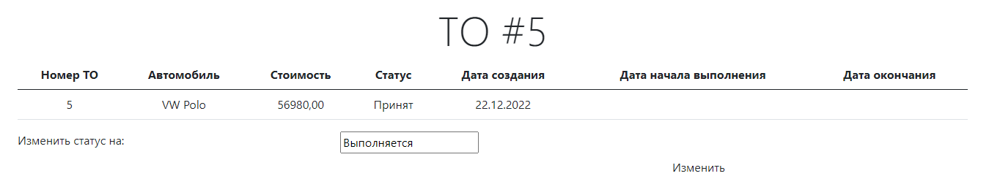 ТО #5
Номер ТО Автомобиль Стоимость Статус Дата создания Дата начала выполнения Дата окончания
5 VW Polo 56980,00 Принят 22.12.2022
Изменить статус на: Выполняется
Изменить